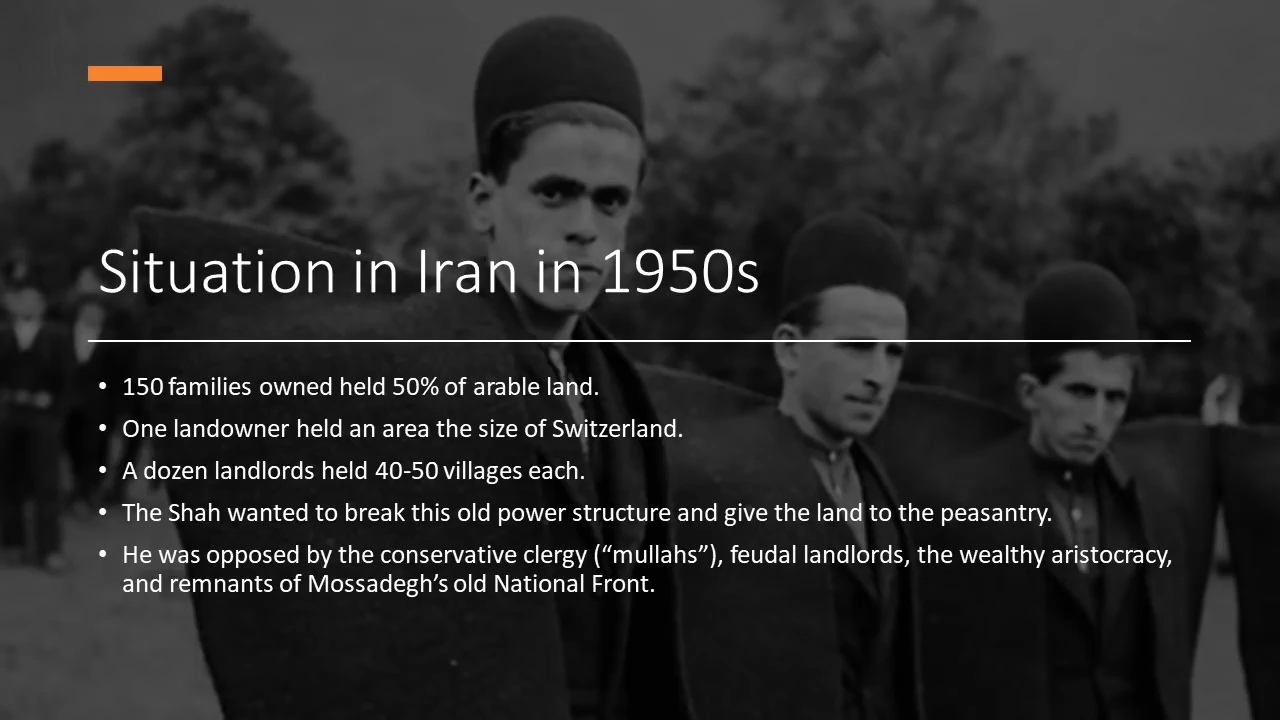 Situation in Iran in 1950s
• 150 families owned held 50% of arable land.
• One landowner held an area the size of Switzerland.
• A dozen landlords held 40-50 villages each.
• The Shah wanted to break this old power structure and give the land to the peasantry.
• He was opposed by the conservative clergy (“mullahs”), feudal landlords, the wealthy aristocracy,
and remnants of Mossadegh’s old National Front.